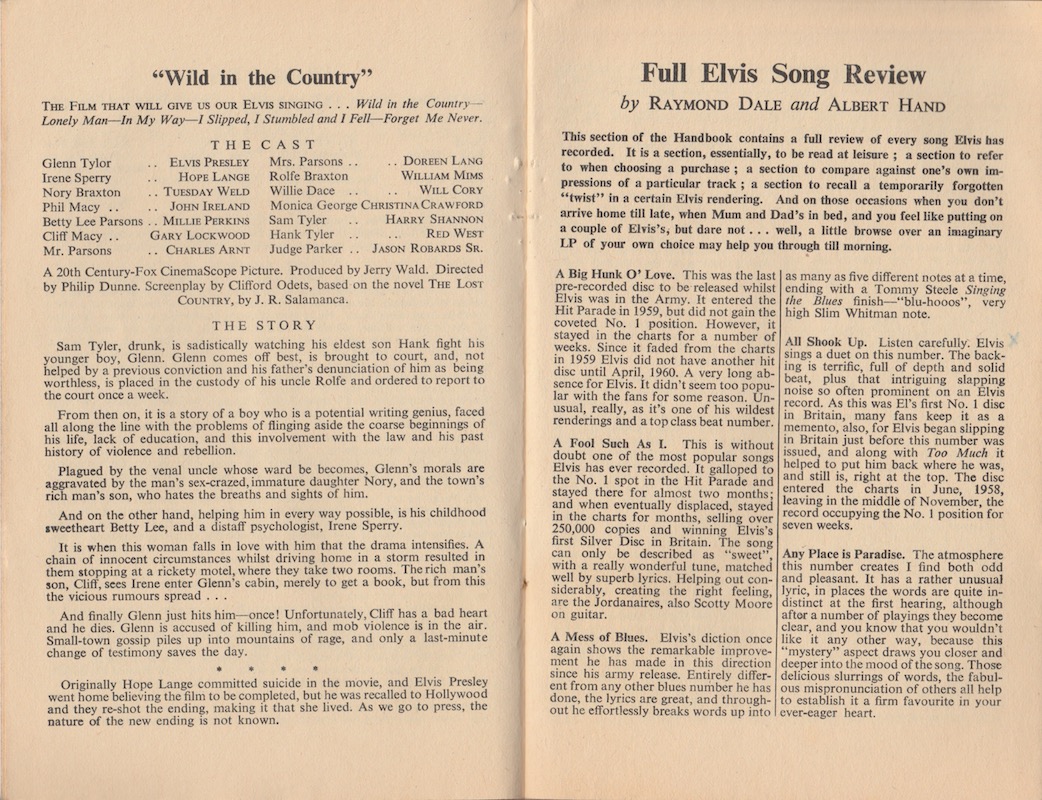 “Wild in the Country”
THE FILM THAT WILL GIVE US OUR ELVIS SINGING . . . Wild in the Country—
Lonely Man—In My Way—I Slipped, I Stumbled and I Fell—Forget Me Never.
THE CAST
Glenn Tylor .. ELVIS PRESLEY
Irene Sperry .. HOPE LANGE
Nory Braxton .. TUESDAY WELD
Phil Macy .. .. JOHN IRELAND
Betty Lee Parsons .. MILLIE PERKINS
Cliff Macy .. GARY LOCKWOOD
Mr. Parsons .. CHARLES ARNT
Mrs. Parsons .. .. DOREEN LANG
Rolfe Braxton WILLIAM MIMS
Willie Dace .. .. WILL CORY
Monica George CHRISTINA CRAWFORD
Sam Tyler .. HARRY SHANNON
Hank Tyler .. ... RED WEST
Judge Parker .. JASON ROBARDS SR.
A 20th Century-Fox CinemaScope Picture. Produced by Jerry Wald. Directed
by Philip Dunne. Screenplay by Clifford Odets, based on the novel THE LOST
COUNTRY, by J. R. Salamanca.
THE STORY
Sam Tyler, drunk, is sadistically watching his eldest son Hank fight his
younger boy, Glenn. Glenn comes off best, is brought to court, and, not
helped by a previous conviction and his father's denunciation of him as being
worthless, is placed in the custody of his uncle Rolfe and ordered to report to
the court once a week.
From then on, it is a story of a boy who is a potential writing genius, faced
all along the line with the problems of flinging aside the coarse beginnings of
his life, lack of education, and this involvement with the law and his past
history of violence and rebellion.
Plagued by the venal uncle whose ward be becomes, Glenn's morals are
aggravated by the man's sex-crazed, immature daughter Nory, and the town's
rich man's son, who hates the breaths and sights of him.
And on the other hand, helping him in every way possible, is his childhood
sweetheart Betty Lee, and a distaff psychologist, Irene Sperry.
It is when this woman falls in love with him that the drama intensifies. A
chain of innocent circumstances whilst driving home in a storm resulted in
them stopping at a rickety motel, where they take two rooms. The rich man's
son, Cliff, sees Irene enter Glenn's cabin, merely to get a book, but from this
the vicious rumours spread . . .
And finally Glenn just hits him—once! Unfortunately, Cliff has a bad heart
and he dies. Glenn is accused of killing him, and mob violence is in the air.
Small-town gossip piles up into mountains of rage, and only a last-minute
change of testimony saves the day.
* * * *
Originally Hope Lange committed suicide in the movie, and Elvis Presley
went home believing the film to be completed, but he was recalled to Hollywood
and they re-shot the ending, making it that she lived. As we go to press, the
nature of the new ending is not known.
Full Elvis Song Review
by RAYMOND DALE and ALBERT HAND
This section of the Handbook contains a full review of every song Elvis has
recorded. It is a section, essentially, to be read at leisure ; a section to refer
to when choosing a purchase ; a section to compare against one's own im-
pressions of a particular track ; a section to recall a temporarily forgotten
“twist” in a certain Elvis rendering. And on those occasions when you don't
arrive home till late, when Mum and Dad's in bed, and you feel like putting on
a couple of Elvis's, but dare not . . . well, a little browse over an imaginary
LP of your own choice may help you through till morning.
A Big Hunk O' Love. This was the last
pre-recorded disc to be released whilst
Elvis was in the Army. It entered the
Hit Parade in 1959, but did not gain the
coveted No. 1 position. However, it
stayed in the charts for a number of
weeks. Since it faded from the charts
in 1959 Elvis did not have another hit
disc until April, 1960. A very long ab-
sence for Elvis. It didn't seem too popu-
lar with the fans for some reason. Un-
usual, really, as it's one of his wildest
renderings and a top class beat number.
A Fool Such As I. This is without
doubt one of the most popular songs
Elvis has ever recorded. It galloped to
the No. 1 spot in the Hit Parade and
stayed there for almost two months;
and when eventually displaced, stayed
in the charts for months, selling over
250,000 copies and winning Elvis's
first Silver Disc in Britain. The song
can only be described as “sweet”,
with a really wonderful tune, matched
well by superb lyrics. Helping out con-
siderably, creating the right feeling,
are the Jordanaires, also Scotty Moore
on guitar.
A Mess of Blues. Elvis's diction once
again shows the remarkable improve-
ment he has made in this direction
since his army release. Entirely differ-
ent from any other blues number he has
done, the lyrics are great, and through-
out he effortlessly breaks words up into
as many as five different notes at a time,
ending with a Tommy Steele Singing
the Blues finish—“blu-hooos”, very
high Slim Whitman note.
All Shook Up. Listen carefully. Elvis
sings a duet on this number. The back-
ing is terrific, full of depth and solid
beat, plus that intriguing slapping
noise so often prominent on an Elvis
record. As this was El's first No. 1 disc
in Britain, many fans keep it as a
memento, also, for Elvis began slipping
in Britain just before this number was
issued, and along with Too Much it
helped to put him back where he was,
and still is, right at the top. The disc
entered the charts in June, 1958,
leaving in the middle of November, the
record occupying the No. 1 position for
seven weeks.
Any Place is Paradise. The atmosphere
this number creates I find both odd
and pleasant. It has a rather unusual
lyric, in places the words are quite in-
distinct at the first hearing, although
after a number of playings they become
clear, and you know that you wouldn't
like it any other way, because this
“mystery” aspect draws you closer and
deeper into the mood of the song. Those
delicious slurrings of words, the fabul-
ous mispronunciation of others all help
to establish it a firm favourite in your
ever-eager heart.